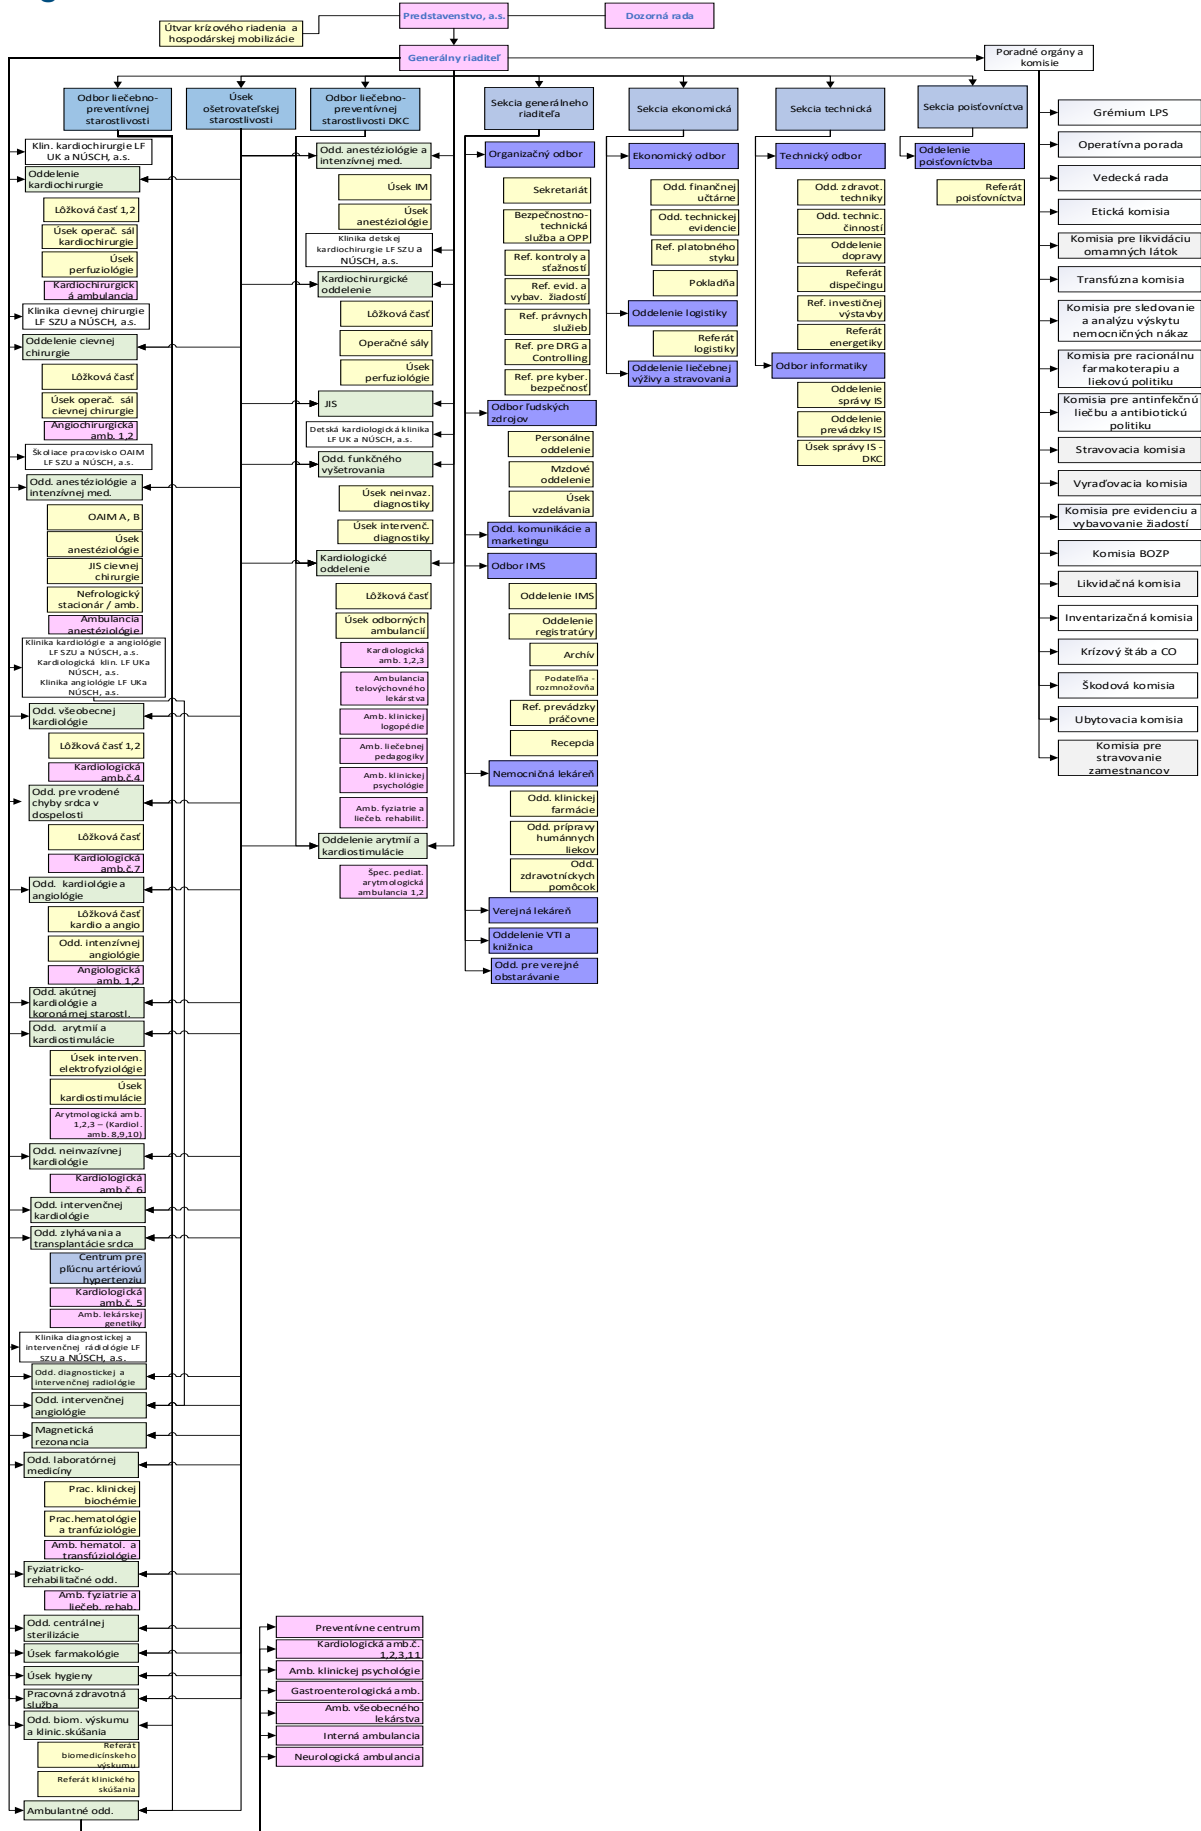 Útvar krízového riadenia a
hospodárskej mobilizácie
Predstavenstvo, a.s.
Dozorná rada
Generálny riaditeľ
Poradné orgány a
komisie
Odbor liečebno-
preventívnej
starostlivosti
Úsek
ošetrovateľskej
starostlivosti
Odbor liečebno-
preventívnej
starostlivosti DKC
Sekcia generálneho
riaditeľa
Sekcia ekonomická
Sekcia technická
Sekcia poisťovníctva
Klin. kardiochirurgie LF
UK a NÚSCH, a.s.
Oddelenie
kardiochirurgie
Lôžková časť 1,2
Úsek operač. sál
kardiochirurgie
Úsek
perfuziológie
Kardiochirurgick
á ambulancia
Klinika cievnej chirurgie
LF SZU a NÚSCH, a.s.
Oddelenie cievnej
chirurgie
Lôžková časť
Úsek operač. sál
cievnej chirurgie
Angiochirurgická
amb. 1,2
Školiace pracovisko OAIM
LF SZU a NÚSCH, a.s.
Odd. anestéziológie a
intenzívnej med.
OAIM A, B
Úsek
anestéziológie
JIS cievnej
chirurgie
Nefrologický
stacionár / amb.
Ambulancia
anestéziológie
Klinika kardiológie a angiológie
LF SZU a NÚSCH, a.s.
Kardiologická klin. LF UKa
NÚSCH, a.s.
Klinika angiológie LF UKa
NÚSCH, a.s.
Odd. všeobecnej
kardiológie
Lôžková časť 1,2
Kardiologická
amb.č.4
Odd. pre vrodené
chyby srdca v
dospelosti
Lôžková časť
Kardiologická
amb.č.7
Odd. kardiológie a
angiológie
Lôžková časť
kardio a angio
Odd. intenzívnej
angiológie
Angiologická
amb. 1,2
Odd. akútnej
kardiológie a
koronárnej starostl.
Odd. arytmií a
kardiostimulácie
Úsek interven.
elektrofyziológie
Úsek
kardiostimulácie
Arytmologická amb.
1,2,3 – (Kardiol.
amb. 8,9,10)
Odd. neinvazívnej
kardiológie
Kardiologická
amb.č. 6
Odd. intervenčnej
kardiológie
Odd. zlyhávania a
transplantácie srdca
Centrum pre
pľúcnu artériovú
hypertenziu
Kardiologická
amb.č. 5
Amb. lekárskej
genetiky
Klinika diagnostickej a
intervenčnej rádiológie LF
SZU a NÚSCH, a.s.
Odd. diagnostickej a
intervenčnej radiológie
Odd. intervenčnej
angiológie
Magnetická
rezonancia
Odd. laboratórnej
medicíny
Prac. klinickej
biochémie
Prac.hematológie
a tranfúziológie
Amb. hematol. a
transfúziológie
Fyziatricko-
rehabilitačné odd.
Amb. fyziatrie a
liečeb. rehab.
Odd. centrálnej
sterilizácie
Úsek farmakológie
Úsek hygieny
Pracovná zdravotná
služba
Odd. biom. výskumu
a klinic.skúšania
Referát
biomedicínskeho
výskumu
Referát klinického
skúšania
Ambulantné odd.
Preventívne centrum
Kardiologická amb.č.
1,2,3,11
Amb. klinickej psychológie
Gastroenterologická amb.
Amb. všeobecného
lekárstva
Interná ambulancia
Neurologická ambulancia
Odd. anestéziológie a
intenzívnej med.
Úsek IM
Úsek
anestéziológie
Klinika detskej
kardiochirurgie LF SZU a
NÚSCH, a.s.
Kardiochirurgické
oddelenie
Lôžková časť
Operačné sály
Úsek
perfuziológie
JIS
Detská kardiologická klinika
LF UK a NÚSCH, a.s.
Odd. funkčného
vyšetrovania
Úsek neinvaz.
diagnostiky
Úsek intervenč.
diagnostiky
Kardiologické
oddelenie
Lôžková časť
Úsek odborných
ambulancií
Kardiologická
amb. 1,2,3
Ambulancia
telovýchovného
lekárstva
Amb. klinickej
logopédie
Amb. liečebnej
pedagogiky
Amb. klinickej
psychológie
Amb. fyziatrie a
liečeb. rehabilit.
Oddelenie arytmií a
kardiostimulácie
Špec. pediat.
arytmologická
ambulancia 1,2
Organizačný odbor
Sekretariát
Bezpečnostno-
technická
služba a OPP
Ref. kontroly a
sťažností
Ref. evid. a
vybav. žiadostí
Ref. právnych
služieb
Ref. pre DRG a
Controlling
Ref. pre kyber.
bezpečnosť
Odbor ľudských
zdrojov
Personálne
oddelenie
Mzdové
oddelenie
Úsek
vzdelávania
Odd. komunikácie a
marketingu
Odbor IMS
Oddelenie IMS
Oddelenie
registratúry
Archív
Podateľňa -
rozmnožovňa
Ref. prevádzky
práčovne
Recepcia
Nemocničná lekáreň
Odd. klinickej
farmácie
Odd. prípravy
humánnych
liekov
Odd.
zdravotníckych
pomôcok
Verejná lekáreň
Oddelenie VTI a
knižnica
Odd. pre verejné
obstarávanie
Ekonomický odbor
Odd. finančnej
učtárne
Odd. technickej
evidencie
Ref. platobného
styku
Pokladňa
Oddelenie logistiky
Referát
logistiky
Oddelenie liečebnej
výživy a stravovania
Technický odbor
Odd. zdravot.
techniky
Odd. technic.
činností
Oddelenie
dopravy
Referát
dispečingu
Ref. investičnej
výstavby
Referát
energetiky
Odbor informatiky
Oddelenie
správy IS
Oddelenie
prevádzky IS
Úsek správy IS -
DKC
Oddelenie
poisťovníctvba
Referát
poisťovníctva
Grémium LPS
Operatívna porada
Vedecká rada
Etická komisia
Komisia pre likvidáciu
omamných látok
Transfúzna komisia
Komisia pre sledovanie
a analýzu výskytu
nemocničných nákaz
Komisia pre racionálnu
farmakoterapiu a
liekovú politiku
Komisia pre antinfekčnú
liečbu a antibiotickú
politiku
Stravovacia komisia
Vyraďovacia komisia
Komisia pre evidenciu a
vybavovanie žiadostí
Komisia BOZP
Likvidačná komisia
Inventarizačná komisia
Krízový štáb a CO
Škodová komisia
Ubytovacia komisia
Komisia pre
stravovanie
zamestnancov